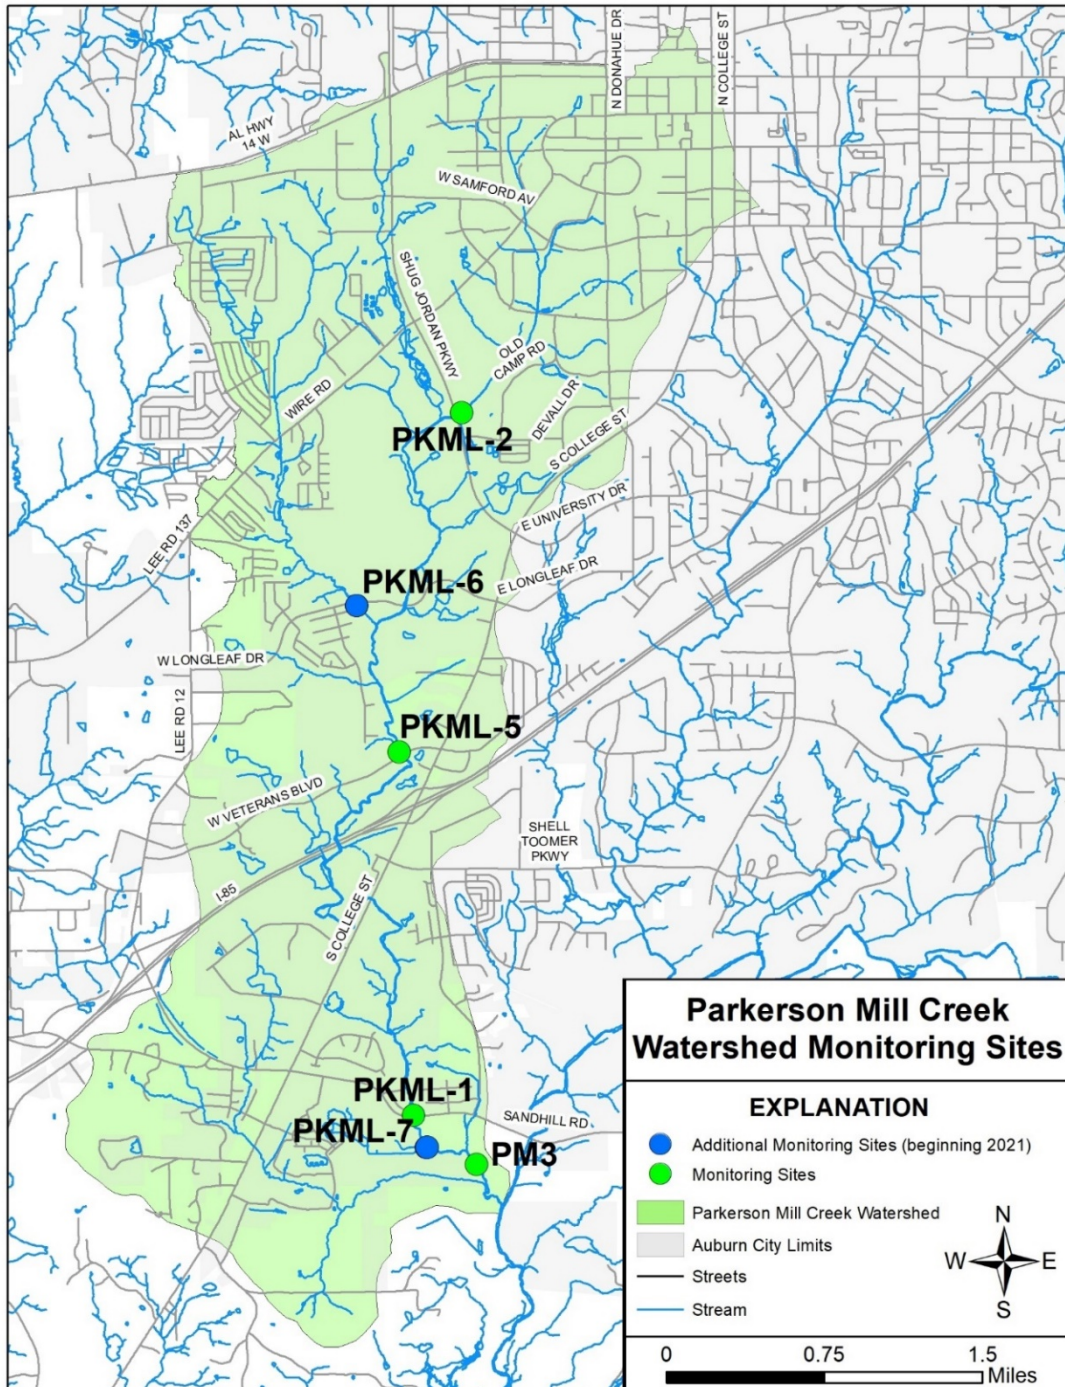 N DONAHUE DR
N COLLEGE ST
AL HWY
14 W
W SAMFORD AV
SHUG JORDAN PKWY
OLD
CAMP RD
WIRE RD
DEVALL DR
PKML-2
S COLLEGE ST
E UNIVERSITY DR
LEE RD 137
PKML-6
E LONGLEAF DR
W LONGLEAF DR
LEE RD 12
PKML-5
W VETERANS BLVD
SHELL
TOOMER
PKWY
I-85
S COLLEGE ST
PKML-1
SANDHILL RD
PKML-7
PM3
Parkerson Mill Creek
Watershed Monitoring Sites
EXPLANATION
Additional Monitoring Sites (beginning 2021)
Monitoring Sites
Parkerson Mill Creek Watershed
Auburn City Limits
Streets
Stream
N
W E
S
0 0.75 1.5
Miles